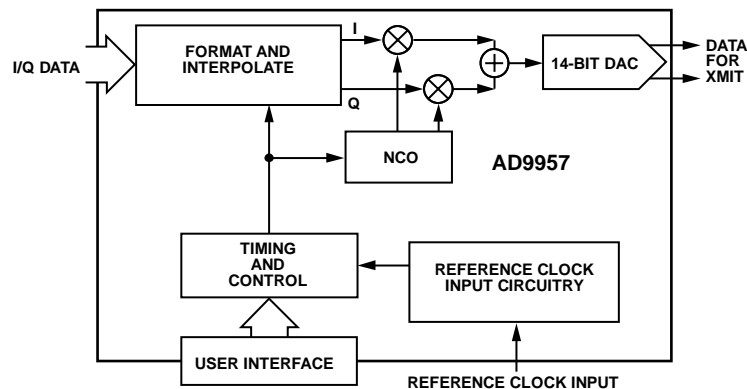 I/Q DATA
FORMAT AND
INTERPOLATE
I
Q
NCO
14-BIT DAC
DATA
FOR
XMIT
AD9957
TIMING
AND
CONTROL
REFERENCE CLOCK
INPUT CIRCUITRY
USER INTERFACE
REFERENCE CLOCK INPUT